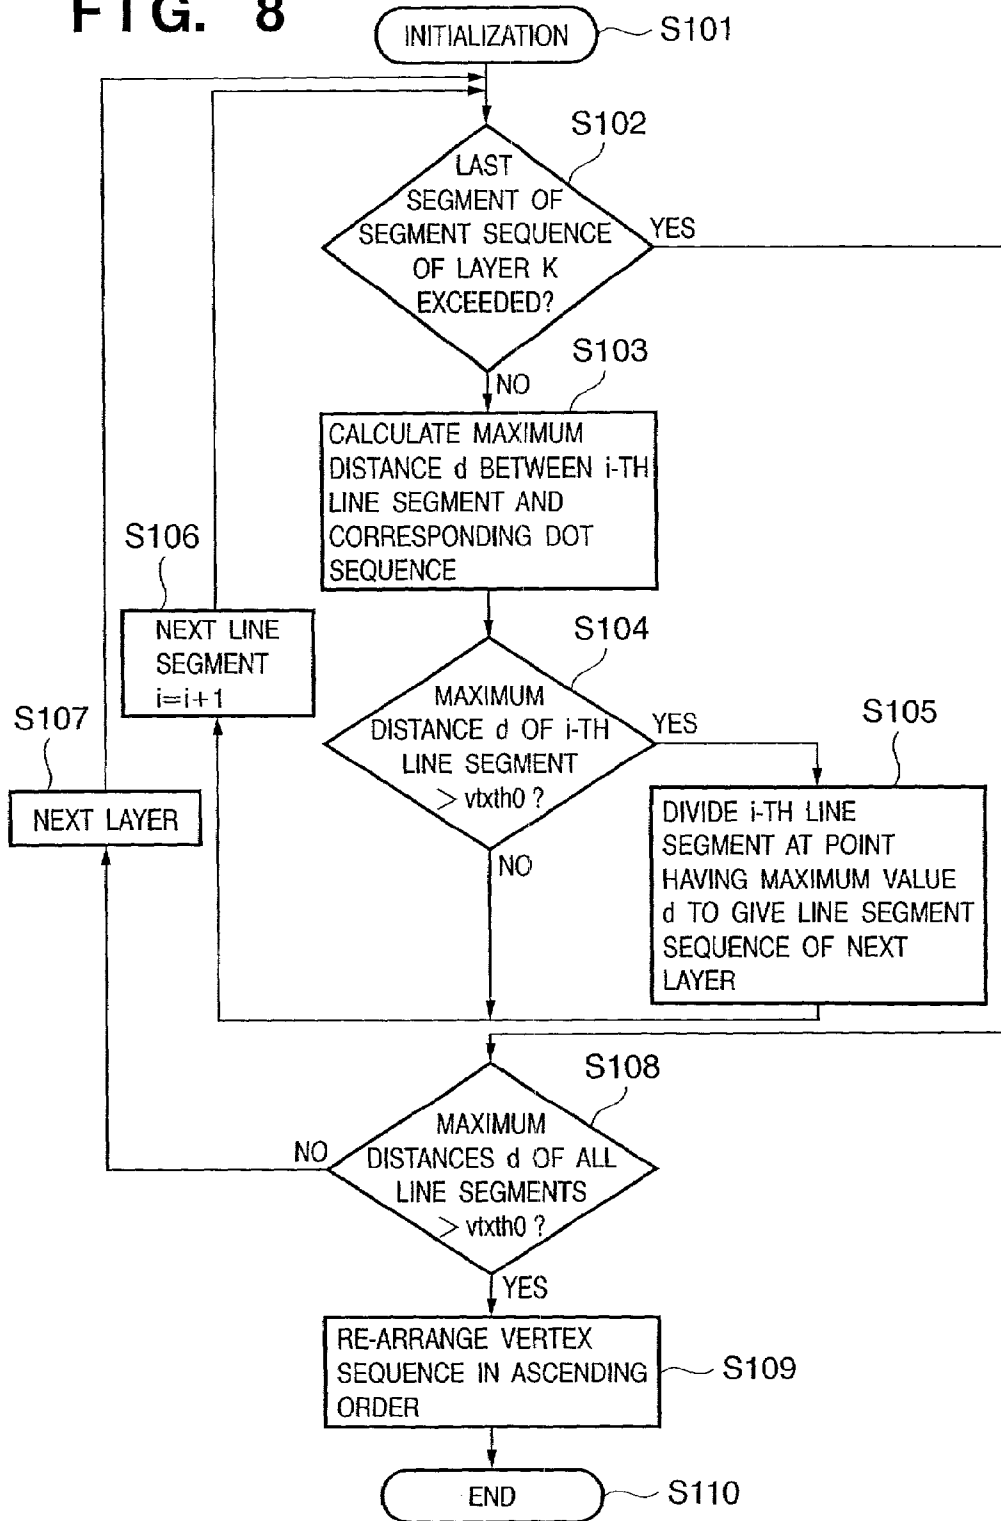 FIG. 8
INITIALIZATION
S101
S102
LAST
SEGMENT OF
SEGMENT SEQUENCE
OF LAYER K
EXCEEDED?
YES
NO
S103
CALCULATE MAXIMUM
DISTANCE d BETWEEN i-TH
LINE SEGMENT AND
CORRESPONDING DOT
SEQUENCE
S106
NEXT LINE
SEGMENT
i=i+1
S104
MAXIMUM
DISTANCE d OF i-TH
LINE SEGMENT
> vtxth0 ?
YES
NO
S105
DIVIDE i-TH LINE
SEGMENT AT POINT
HAVING MAXIMUM VALUE
d TO GIVE LINE SEGMENT
SEQUENCE OF NEXT
LAYER
S107
NEXT LAYER
S108
MAXIMUM
DISTANCES d OF ALL
LINE SEGMENTS
> vtxth0 ?
NO
YES
RE-ARRANGE VERTEX
SEQUENCE IN ASCENDING
ORDER
S109
END
S110